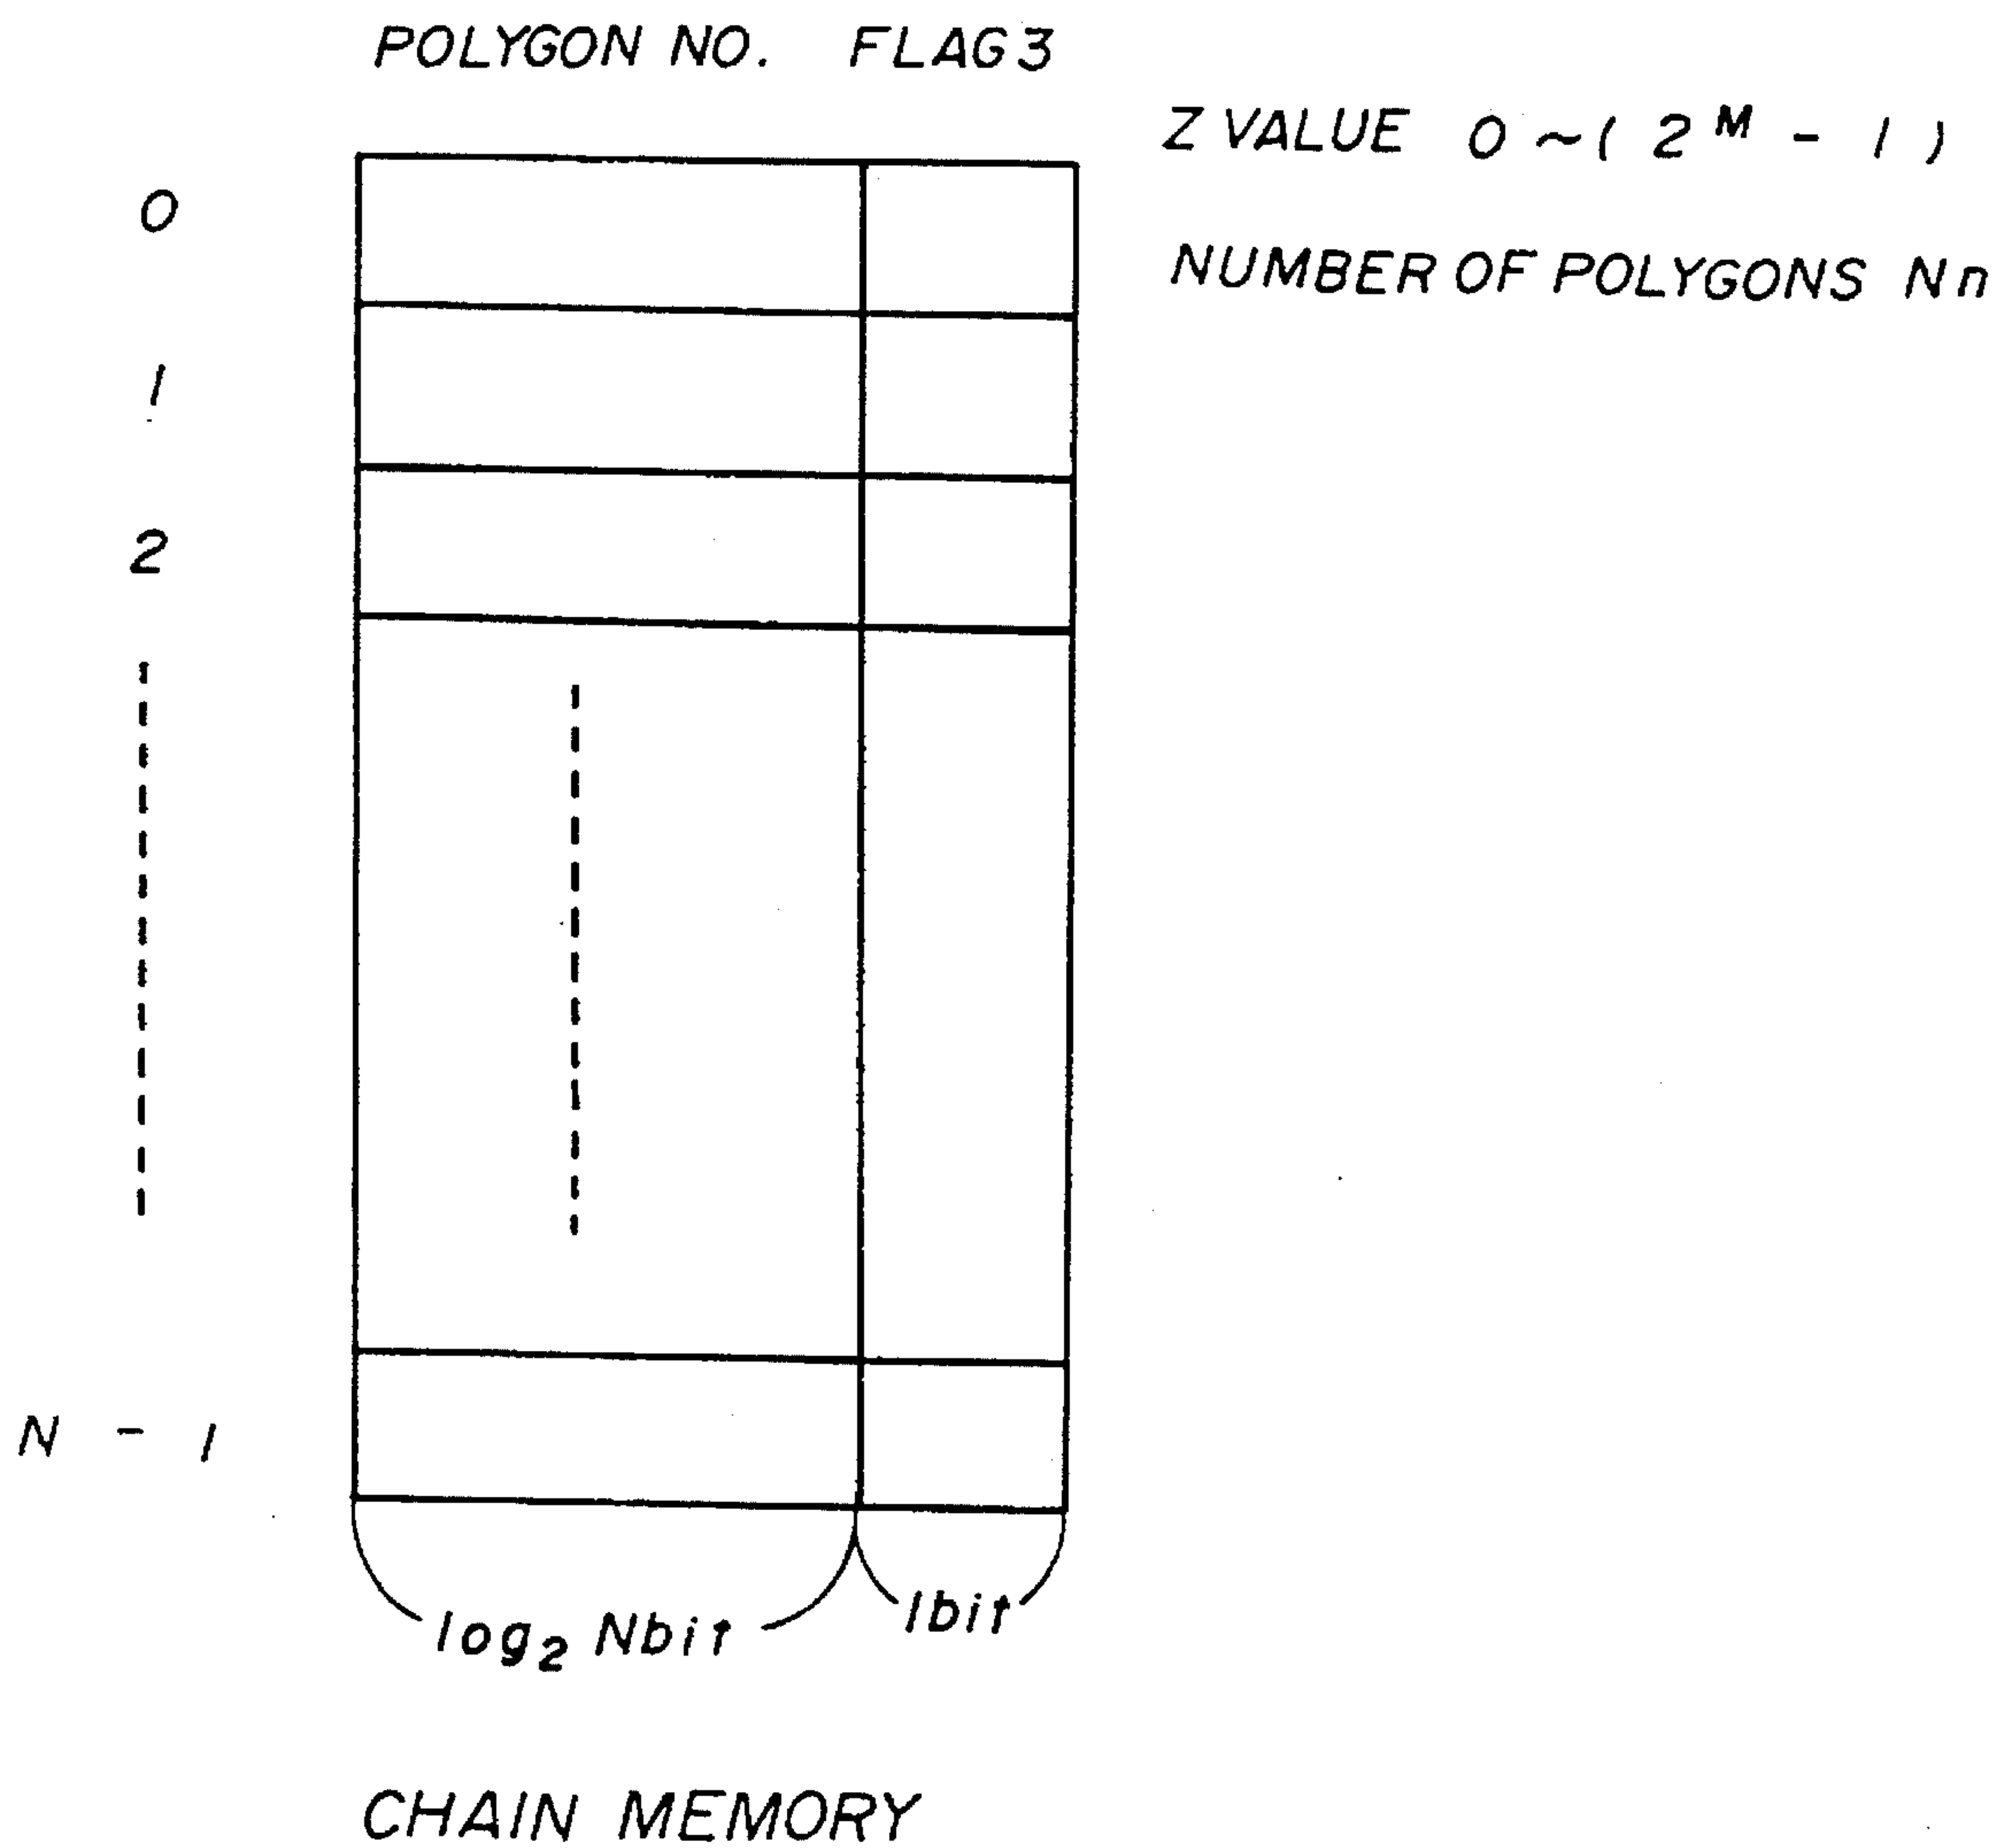 POLYGON NO. FLAG3
Z VALUE 0 ~ ( 2^M - 1 )
0
NUMBER OF POLYGONS Nn
1
2
N - 1
log₂ Nbit 1bit
CHAIN MEMORY